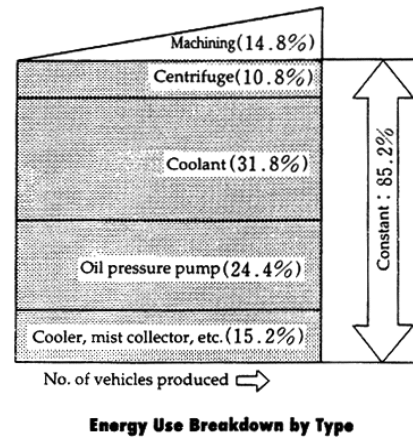 Machining(14.8%)
Centrifuge(10.8%)
Coolant(31.8%)
Oil pressure pump(24.4%)
Cooler, mist collector, etc.(15.2%)
Constant: 85.2%
No. of vehicles produced
Energy Use Breakdown by Type